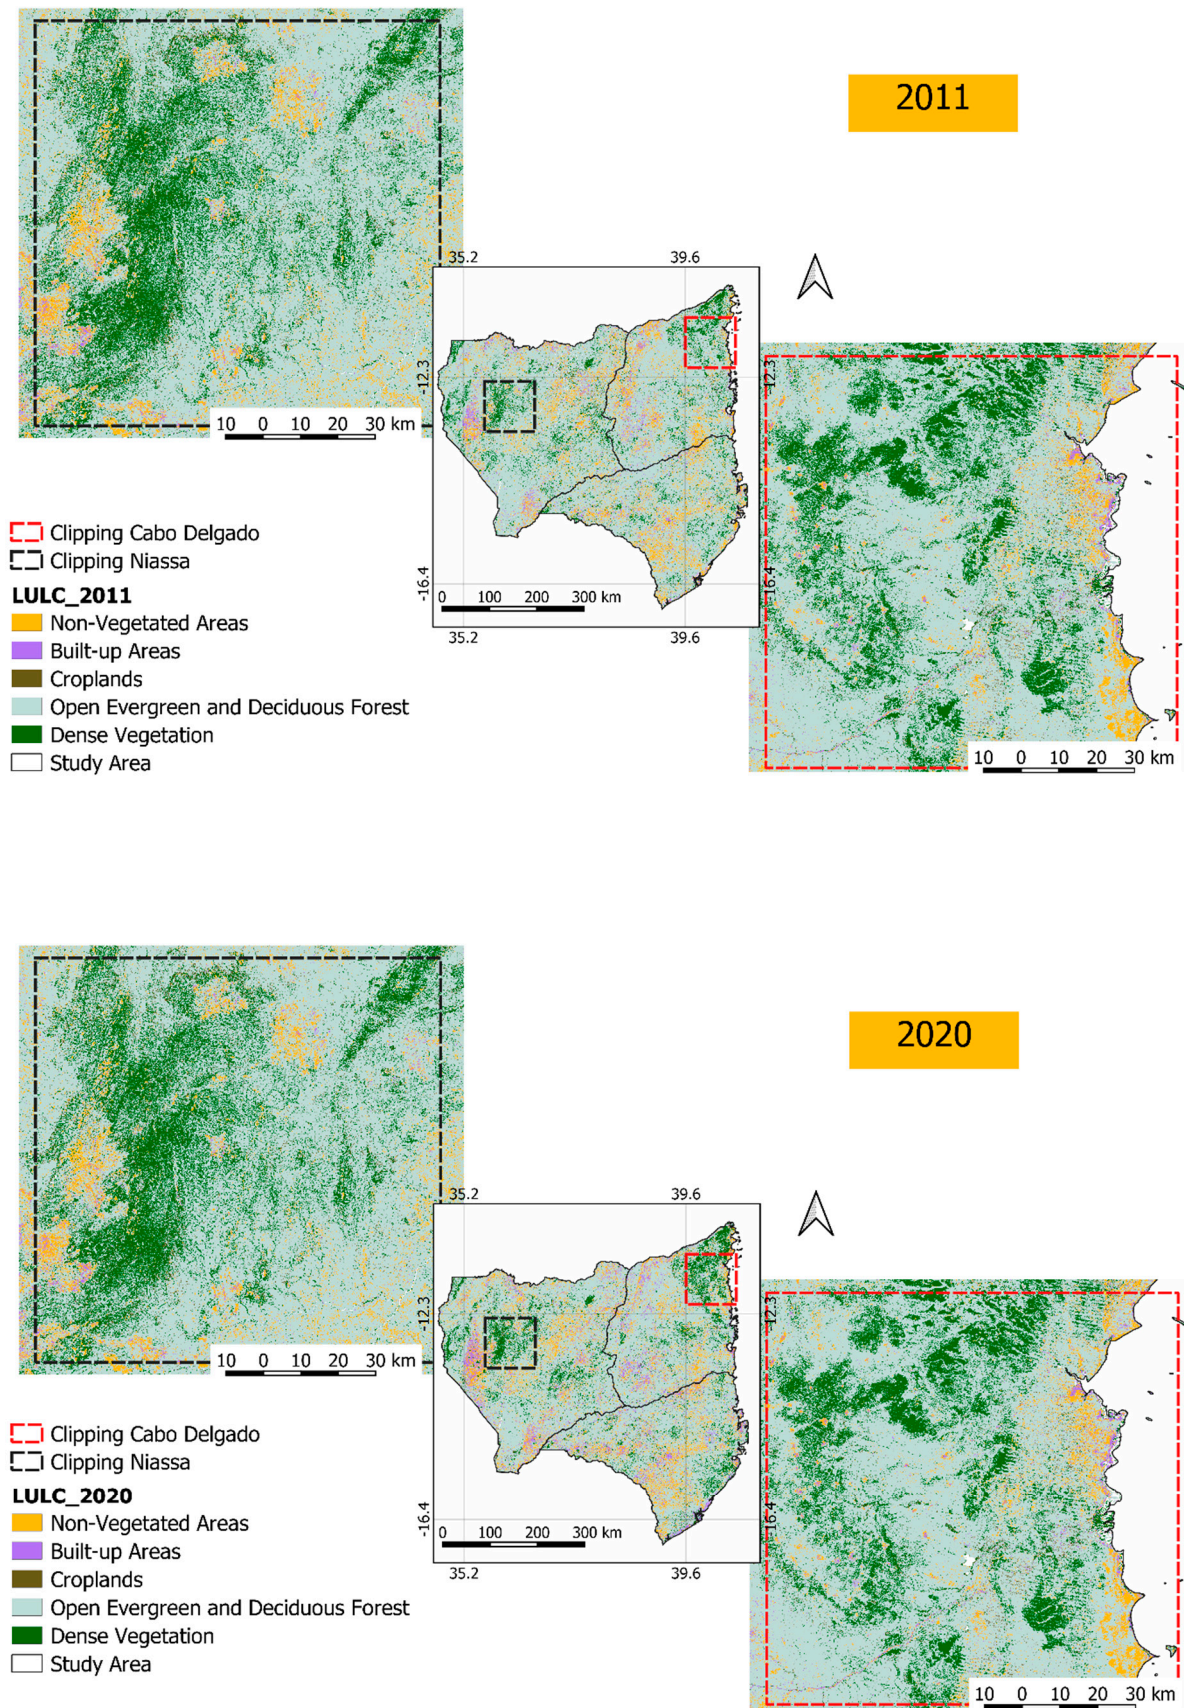 2011
35.2 39.6
-12.3 -12.3
10 0 10 20 30 km
Clipping Cabo Delgado
Clipping Niassa
LULC_2011
Non-Vegetated Areas
Built-up Areas
Croplands
Open Evergreen and Deciduous Forest
Dense Vegetation
Study Area
-16.4 -16.4
0 100 200 300 km
35.2 39.6
10 0 10 20 30 km
2020
35.2 39.6
-12.3 -12.3
10 0 10 20 30 km
Clipping Cabo Delgado
Clipping Niassa
LULC_2020
Non-Vegetated Areas
Built-up Areas
Croplands
Open Evergreen and Deciduous Forest
Dense Vegetation
Study Area
-16.4 -16.4
0 100 200 300 km
35.2 39.6
10 0 10 20 30 km